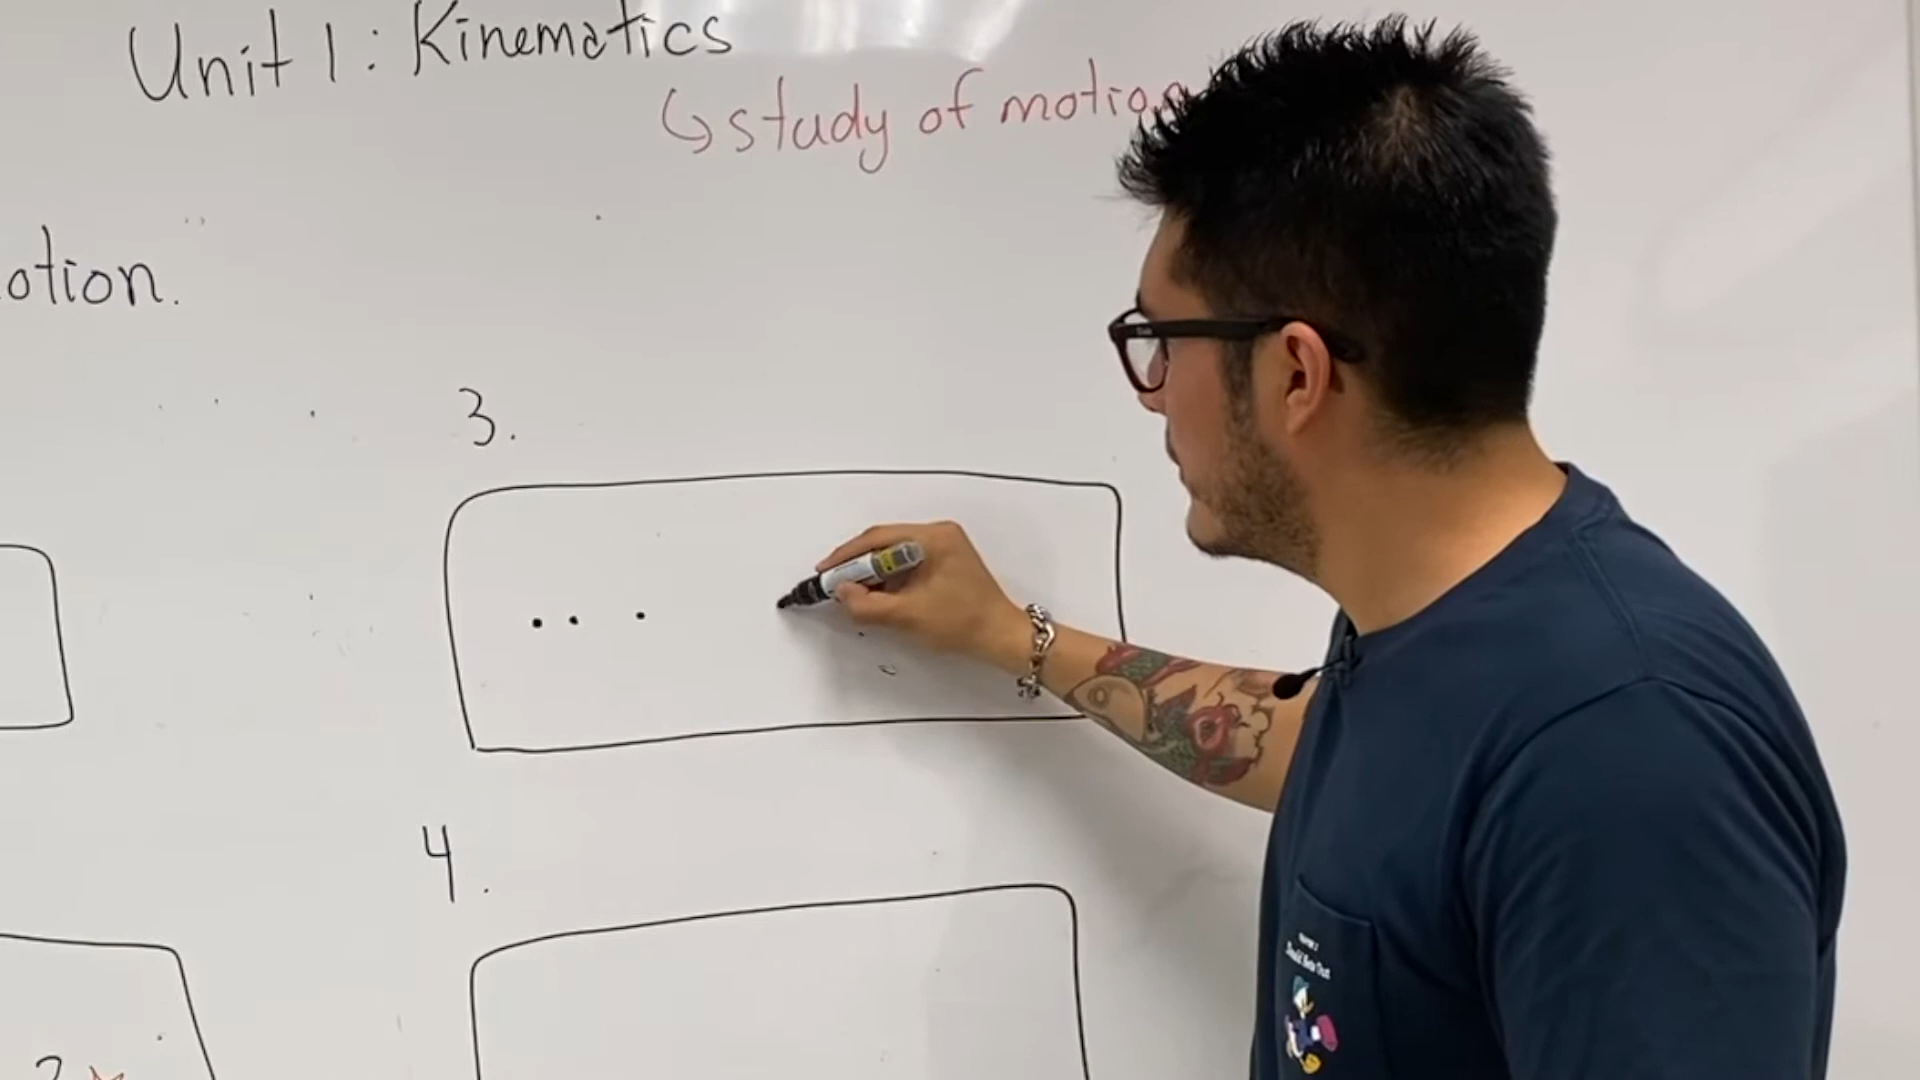 Unit 1: Kinematics
↳ study of motion
otion.
3.
4.
?